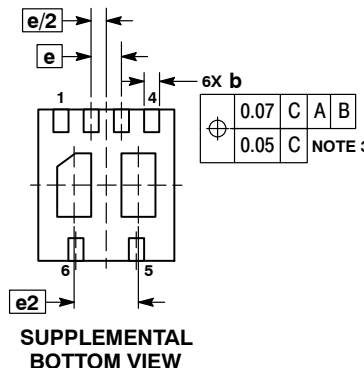 e/2
e
6X b
1
4
0.07 C A B
0.05 C NOTE 3
6
5
e2
SUPPLEMENTAL
BOTTOM VIEW